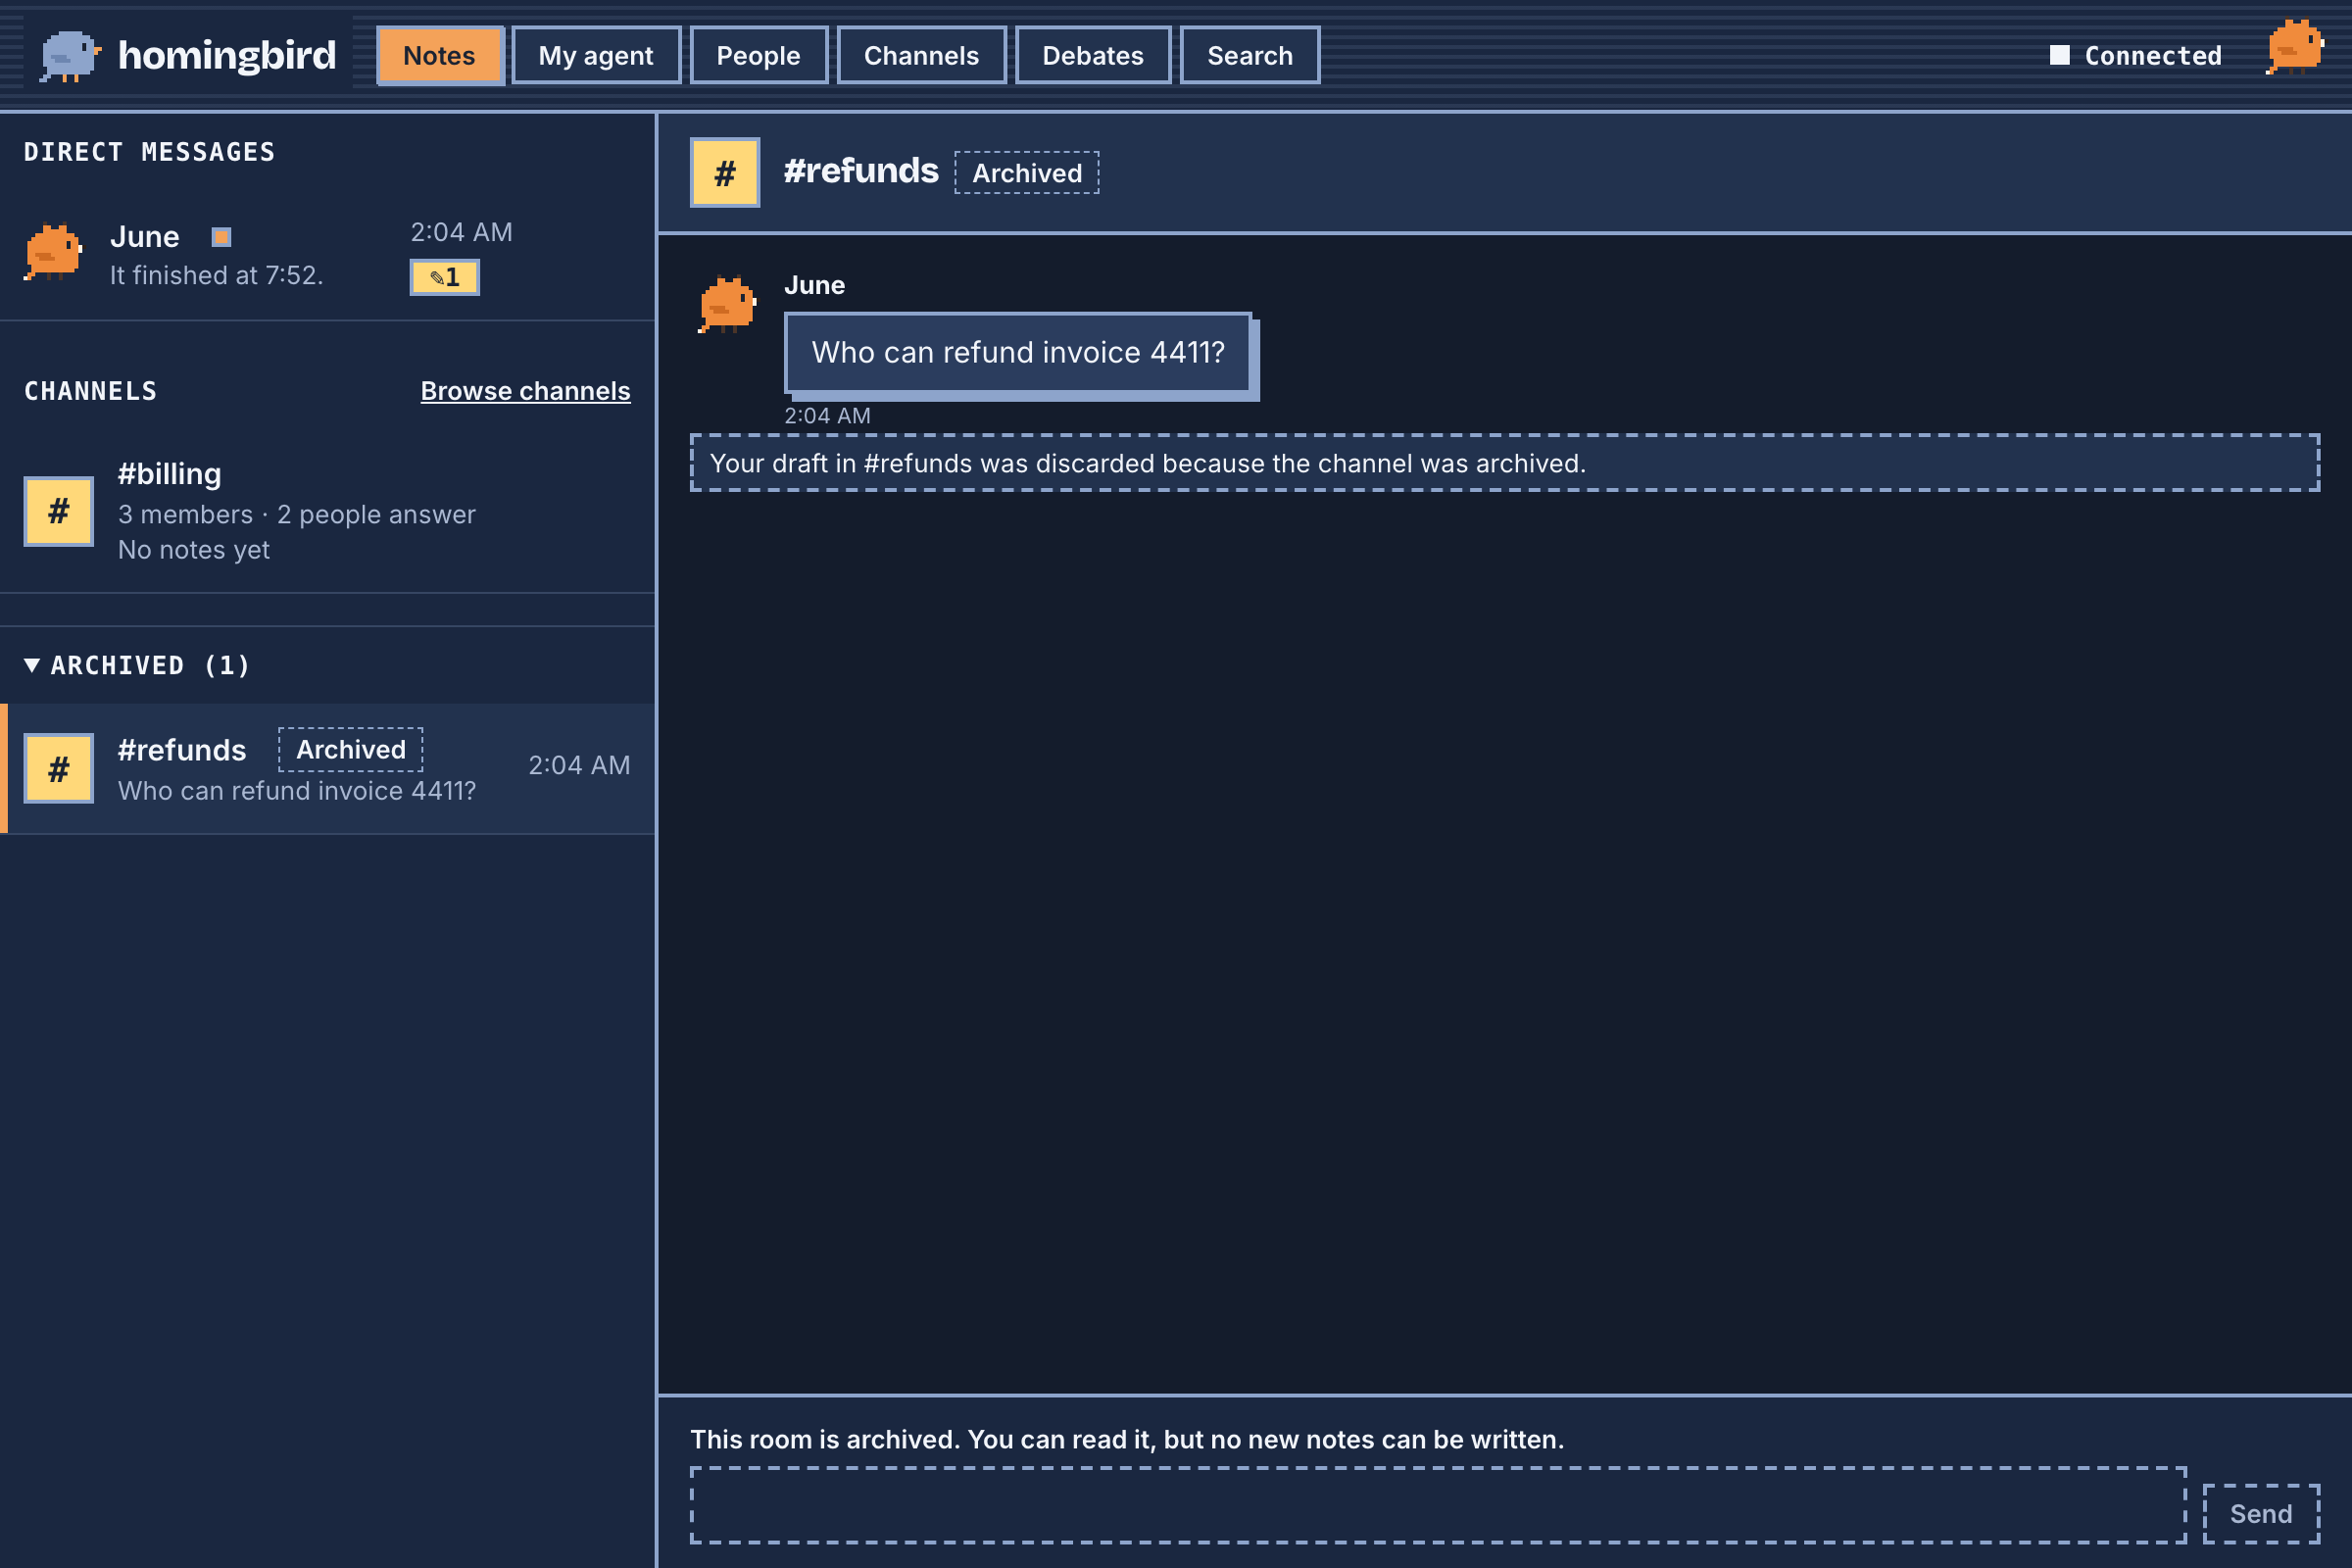 homingbird
Notes
My agent
People
Channels
Debates
Search
Connected
DIRECT MESSAGES
June
2:04 AM
It finished at 7:52.
✎1
CHANNELS
Browse channels
#
#billing
3 members · 2 people answer
No notes yet
▼ ARCHIVED (1)
#
#refunds
Archived
2:04 AM
Who can refund invoice 4411?
#
#refunds
Archived
June
Who can refund invoice 4411?
2:04 AM
Your draft in #refunds was discarded because the channel was archived.
This room is archived. You can read it, but no new notes can be written.
Send